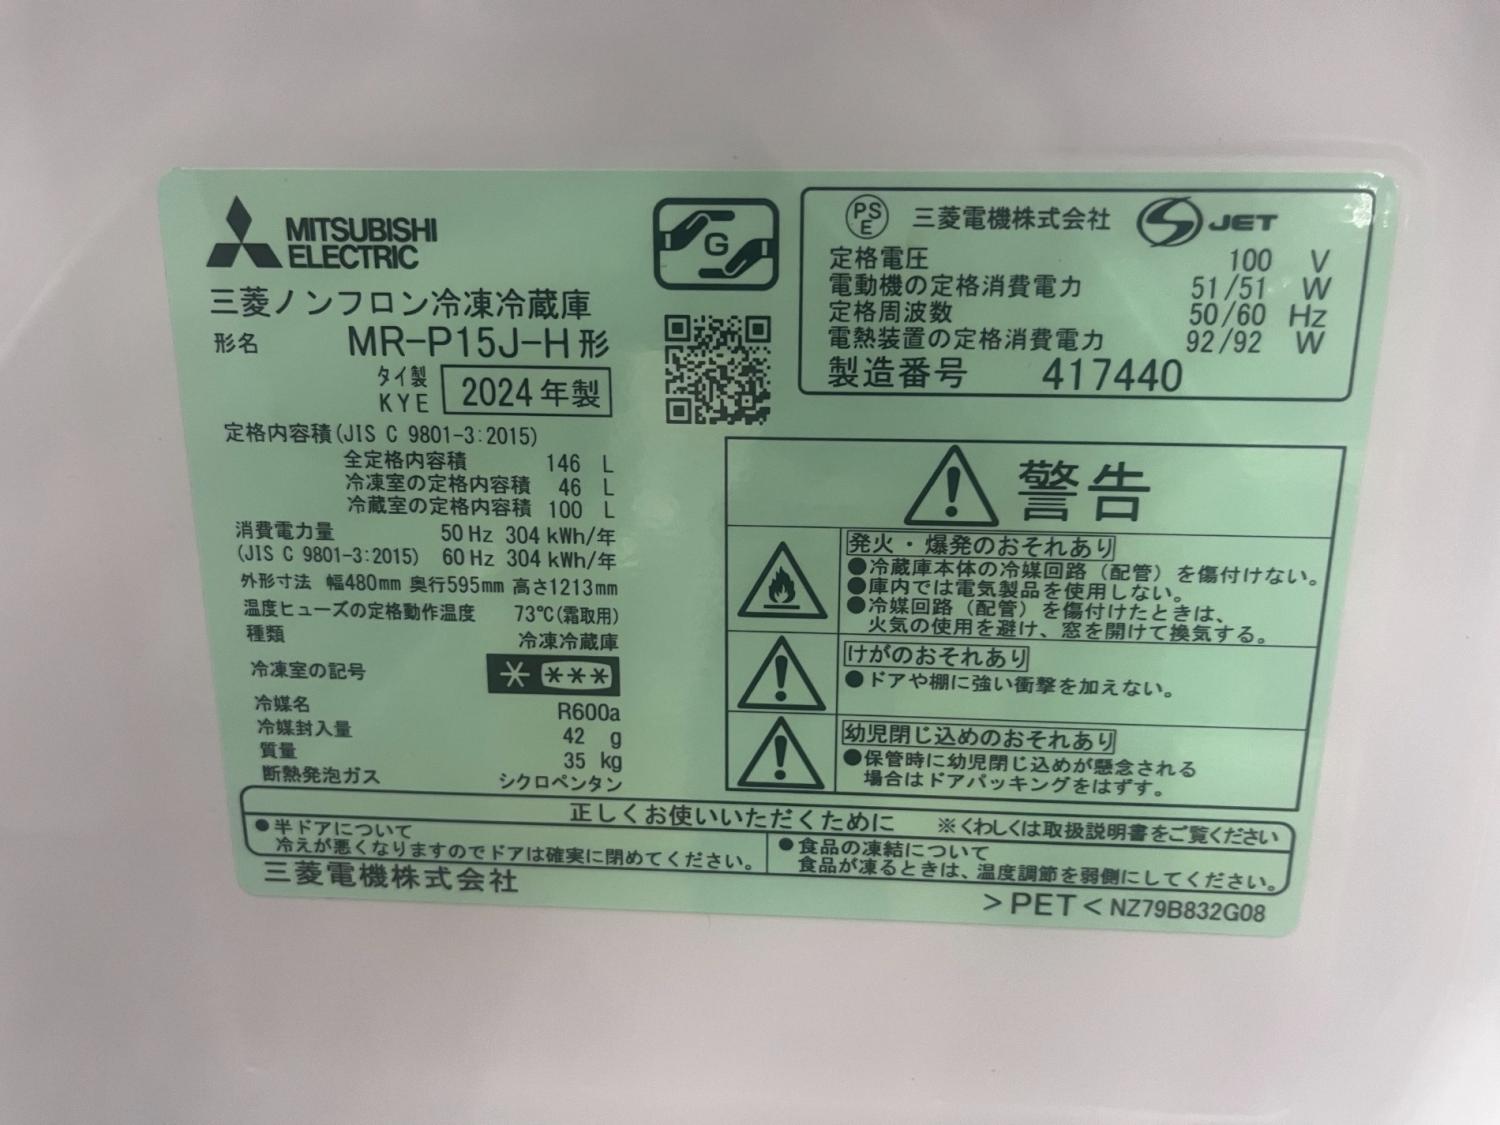 MITSUBISHI
ELECTRIC
三菱ノンフロン冷凍冷蔵庫
形名 MR-P15J-H形
タイ製
KYE 2024年製
定格内容積(JIS C 9801-3:2015)
全定格内容積 146 L
冷凍室の定格内容積 46 L
冷蔵室の定格内容積 100 L
消費電力量 50Hz 304kWh/年
(JIS C 9801-3:2015) 60Hz 304kWh/年
外形寸法 幅480mm 奥行595mm 高さ1213mm
温度ヒューズの定格動作温度 73℃(霜取用)
種類 冷凍冷蔵庫
冷凍室の記号 * ***
冷媒名 R600a
冷媒封入量 42 g
質量 35 kg
断熱発泡ガス シクロペンタン
G
PSE 三菱電機株式会社 S JET
定格電圧 100 V
電動機の定格消費電力 51/51 W
定格周波数 50/60 Hz
電熱装置の定格消費電力 92/92 W
製造番号 417440
警告
発火・爆発のおそれあり
●冷蔵庫本体の冷媒回路(配管)を傷付けない。
●庫内では電気製品を使用しない。
●冷媒回路(配管)を傷付けたときは、
火気の使用を避け、窓を開けて換気する。
けがのおそれあり
●ドアや棚に強い衝撃を加えない。
幼児閉じ込めのおそれあり
●保管時に幼児閉じ込めが懸念される
場合はドアパッキングをはずす。
正しくお使いいただくために ※くわしくは取扱説明書をご覧ください
●半ドアについて
冷えが悪くなりますのでドアは確実に閉めてください。
●食品の凍結について
食品が凍るときは、温度調節を弱側にしてください。
三菱電機株式会社
>PET< NZ79B832G08